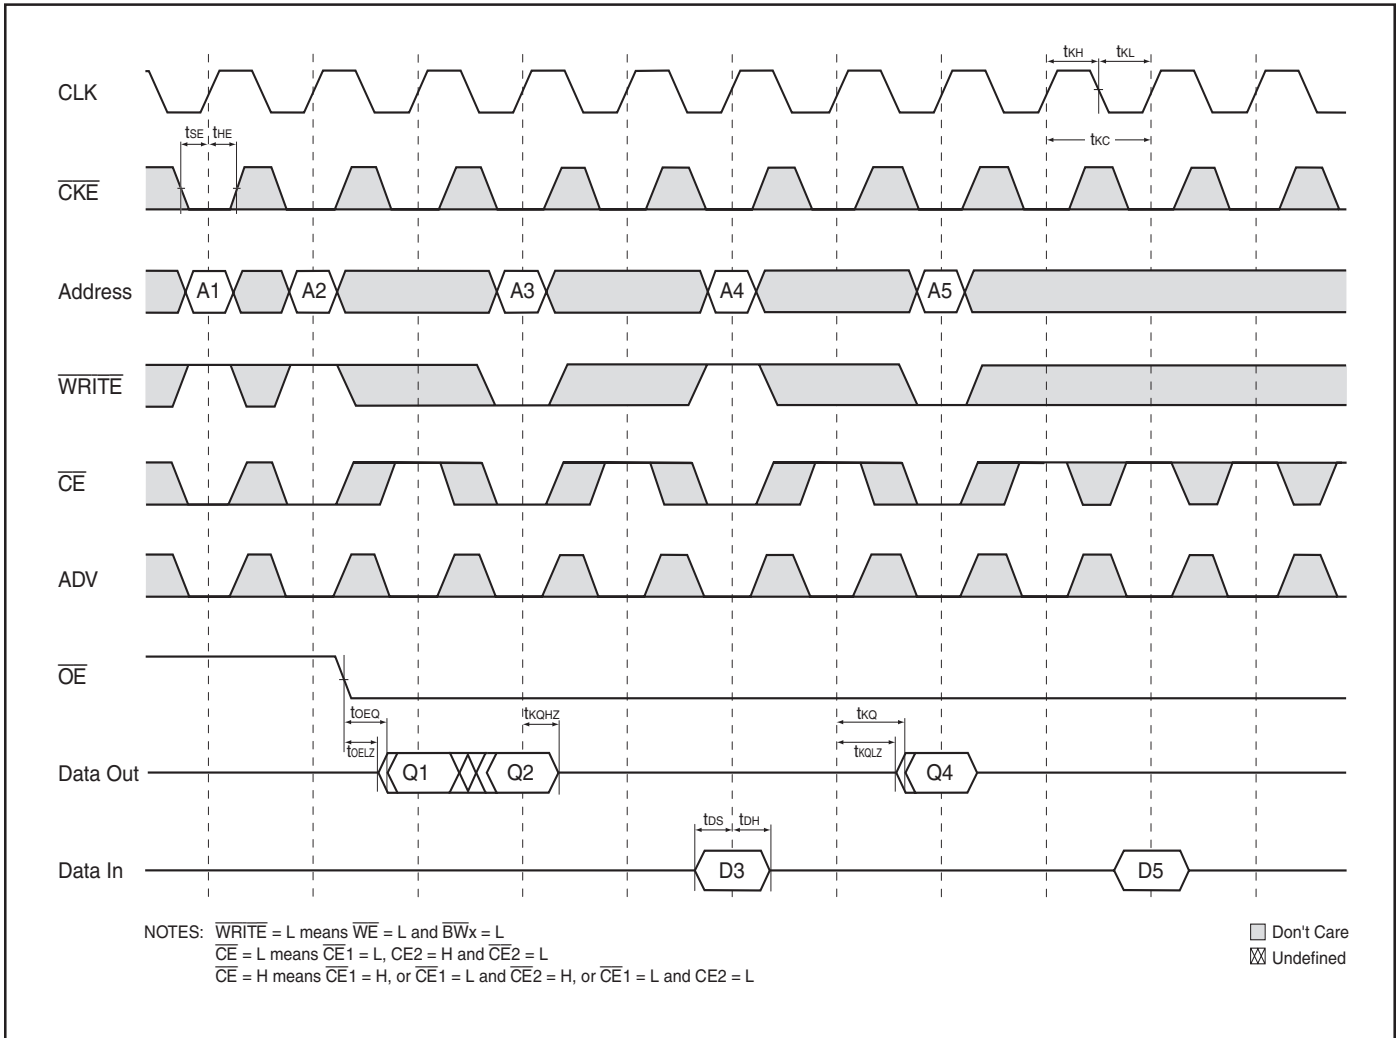 tKH tKL
CLK
tSE tHE
tKC
CKE
Address A1 A2 A3 A4 A5
WRITE
CE
ADV
OE
tOEQ tKQHZ tKQ
tOELZ tKQLZ
Data Out Q1 Q2 Q4
tDS tDH
Data In D3 D5
NOTES: WRITE = L means WE = L and BWx = L
CE = L means CE1 = L, CE2 = H and CE2 = L
CE = H means CE1 = H, or CE1 = L and CE2 = H, or CE1 = L and CE2 = L
Don't Care
Undefined